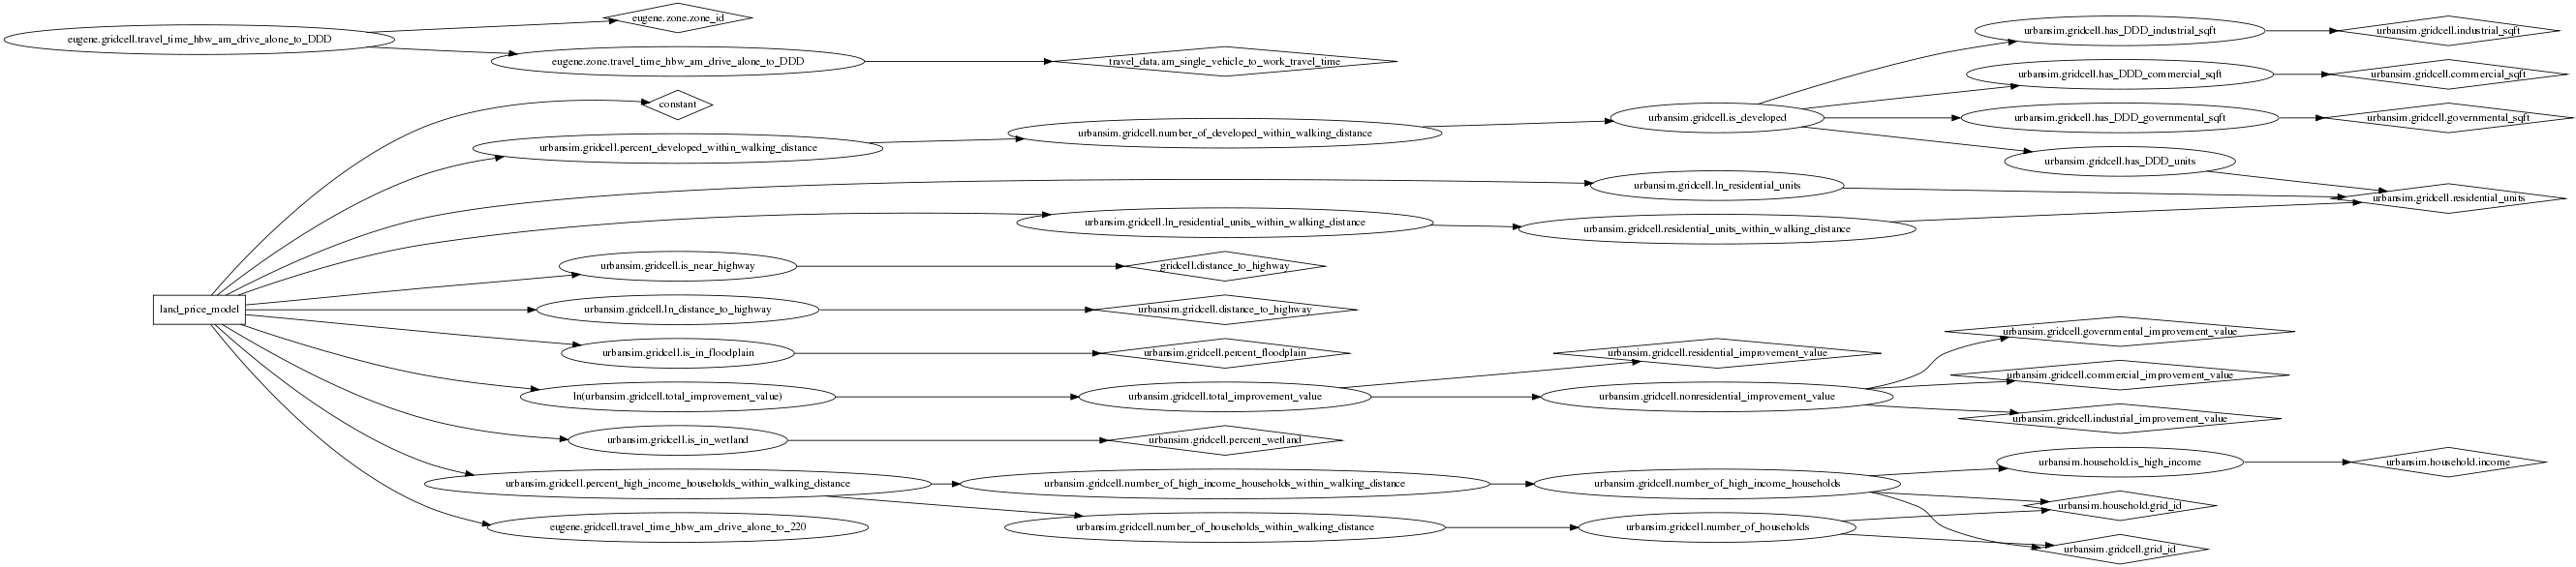 eugene.zone.zone_id
eugene.gridcell.travel_time_hbw_am_drive_alone_to_DDD
eugene.zone.travel_time_hbw_am_drive_alone_to_DDD
travel_data.am_single_vehicle_to_work_travel_time
urbansim.gridcell.has_DDD_industrial_sqft
urbansim.gridcell.industrial_sqft
urbansim.gridcell.has_DDD_commercial_sqft
urbansim.gridcell.commercial_sqft
constant
urbansim.gridcell.is_developed
urbansim.gridcell.has_DDD_governmental_sqft
urbansim.gridcell.governmental_sqft
urbansim.gridcell.percent_developed_within_walking_distance
urbansim.gridcell.number_of_developed_within_walking_distance
urbansim.gridcell.has_DDD_units
urbansim.gridcell.ln_residential_units
urbansim.gridcell.residential_units
urbansim.gridcell.ln_residential_units_within_walking_distance
urbansim.gridcell.residential_units_within_walking_distance
urbansim.gridcell.is_near_highway
gridcell.distance_to_highway
land_price_model
urbansim.gridcell.ln_distance_to_highway
urbansim.gridcell.distance_to_highway
urbansim.gridcell.governmental_improvement_value
urbansim.gridcell.is_in_floodplain
urbansim.gridcell.percent_floodplain
urbansim.gridcell.residential_improvement_value
urbansim.gridcell.commercial_improvement_value
ln(urbansim.gridcell.total_improvement_value)
urbansim.gridcell.total_improvement_value
urbansim.gridcell.nonresidential_improvement_value
urbansim.gridcell.industrial_improvement_value
urbansim.gridcell.is_in_wetland
urbansim.gridcell.percent_wetland
urbansim.household.is_high_income
urbansim.household.income
urbansim.gridcell.percent_high_income_households_within_walking_distance
urbansim.gridcell.number_of_high_income_households_within_walking_distance
urbansim.gridcell.number_of_high_income_households
urbansim.household.grid_id
eugene.gridcell.travel_time_hbw_am_drive_alone_to_220
urbansim.gridcell.number_of_households_within_walking_distance
urbansim.gridcell.number_of_households
urbansim.gridcell.grid_id